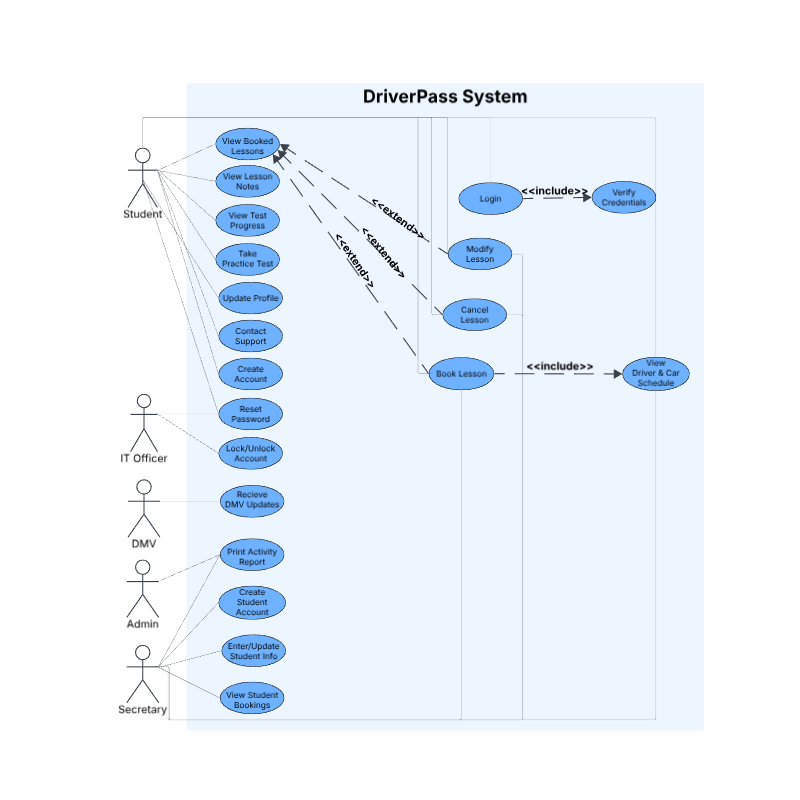 DriverPass System
View Booked
Lessons
View Lesson
Notes
View Test
Progress
Take
Practice Test
Update Profile
Contact
Support
Create
Account
Reset
Password
Lock/Unlock
Account
Recieve
DMV Updates
Print Activity
Report
Create
Student
Account
Enter/Update
Student Info
View Student
Bookings
Student
IT Officer
DMV
Admin
Secretary
<<extend>>
<<extend>>
<<extend>>
Login
<<include>>
Verify
Credentials
Modify
Lesson
Cancel
Lesson
Book Lesson
<<include>>
View
Driver & Car
Schedule